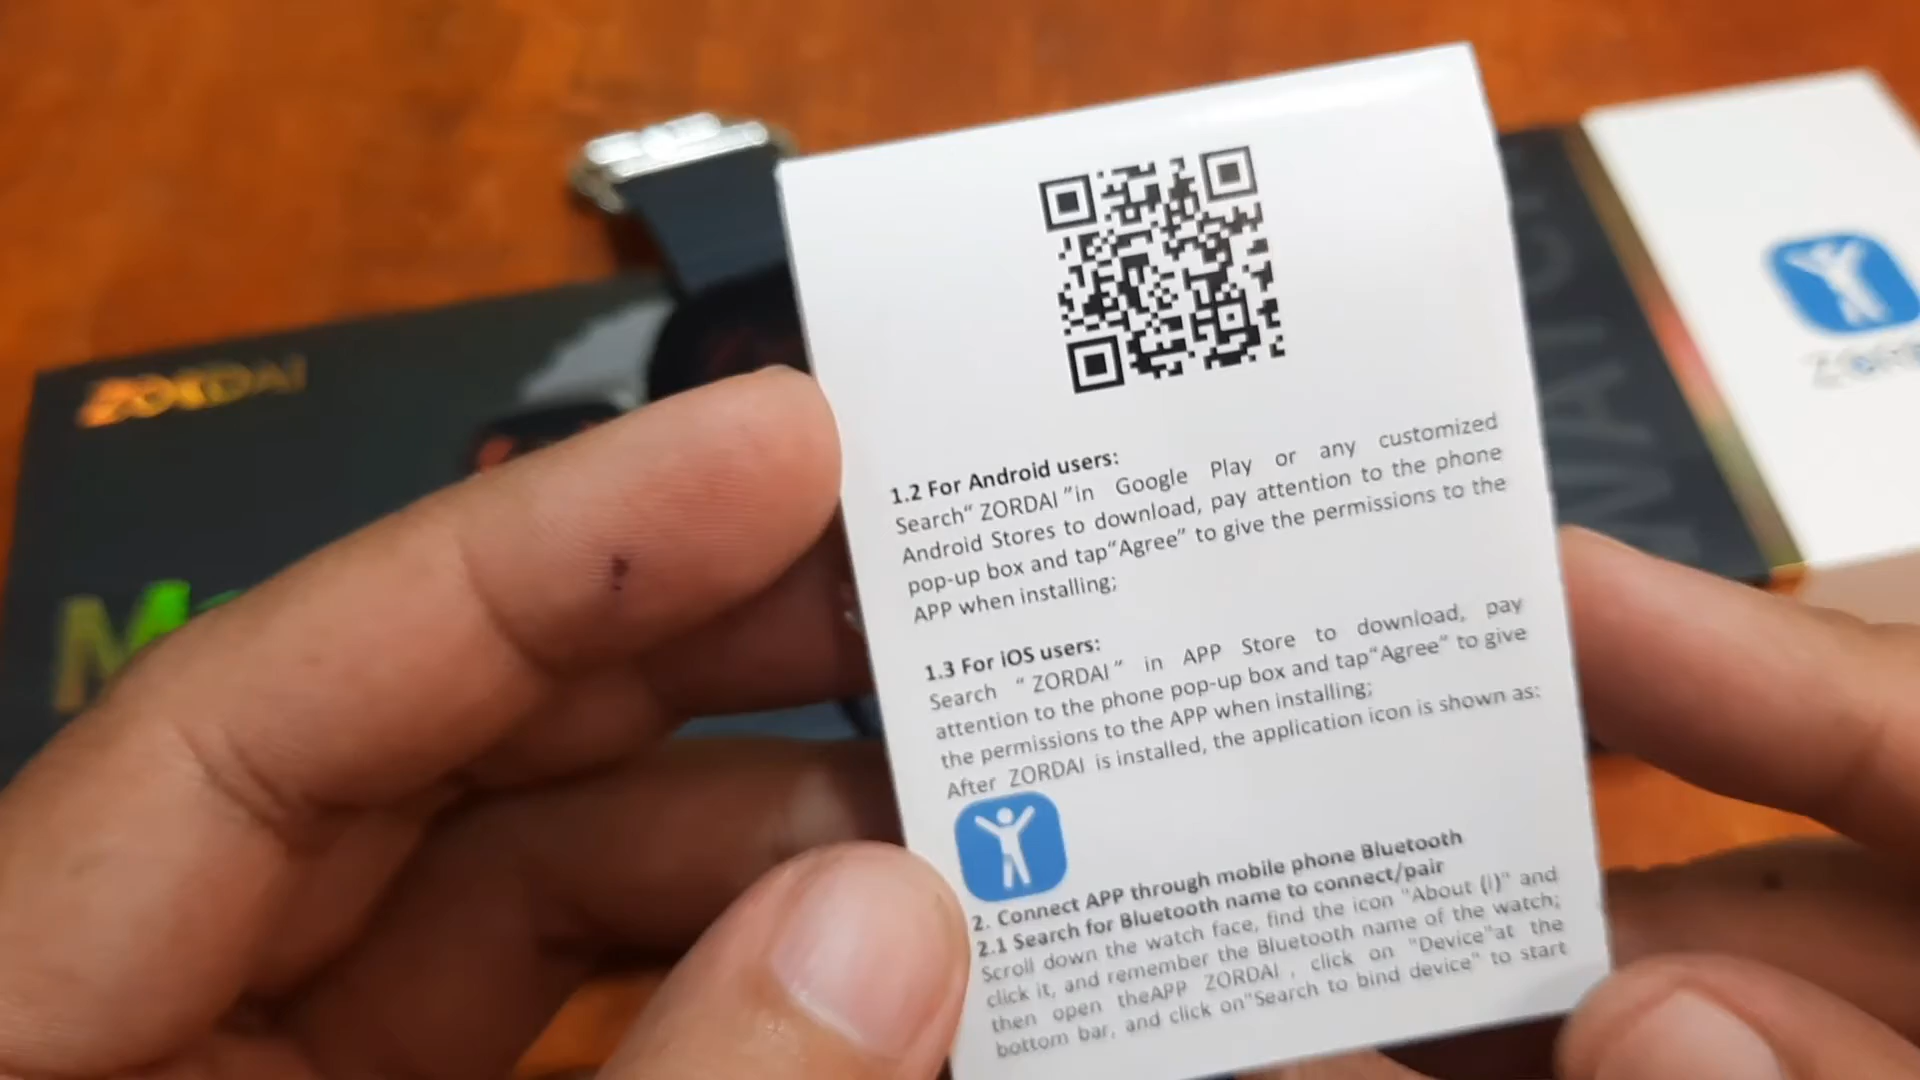 ZORDAI
1.2 For Android users:
Search“ ZORDAI ”in Google Play or any customized
Android Stores to download, pay attention to the phone
pop-up box and tap“Agree” to give the permissions to the
APP when installing;
1.3 For iOS users:
Search “ ZORDAI ” in APP Store to download, pay
attention to the phone pop-up box and tap“Agree” to give
the permissions to the APP when installing;
After ZORDAI is installed, the application icon is shown as:
2. Connect APP through mobile phone Bluetooth
2.1 Search for Bluetooth name to connect/pair
Scroll down the watch face, find the icon "About (i)" and
click it, and remember the Bluetooth name of the watch;
then open theAPP ZORDAI , click on "Device"at the
bottom bar, and click on"Search to bind device" to start